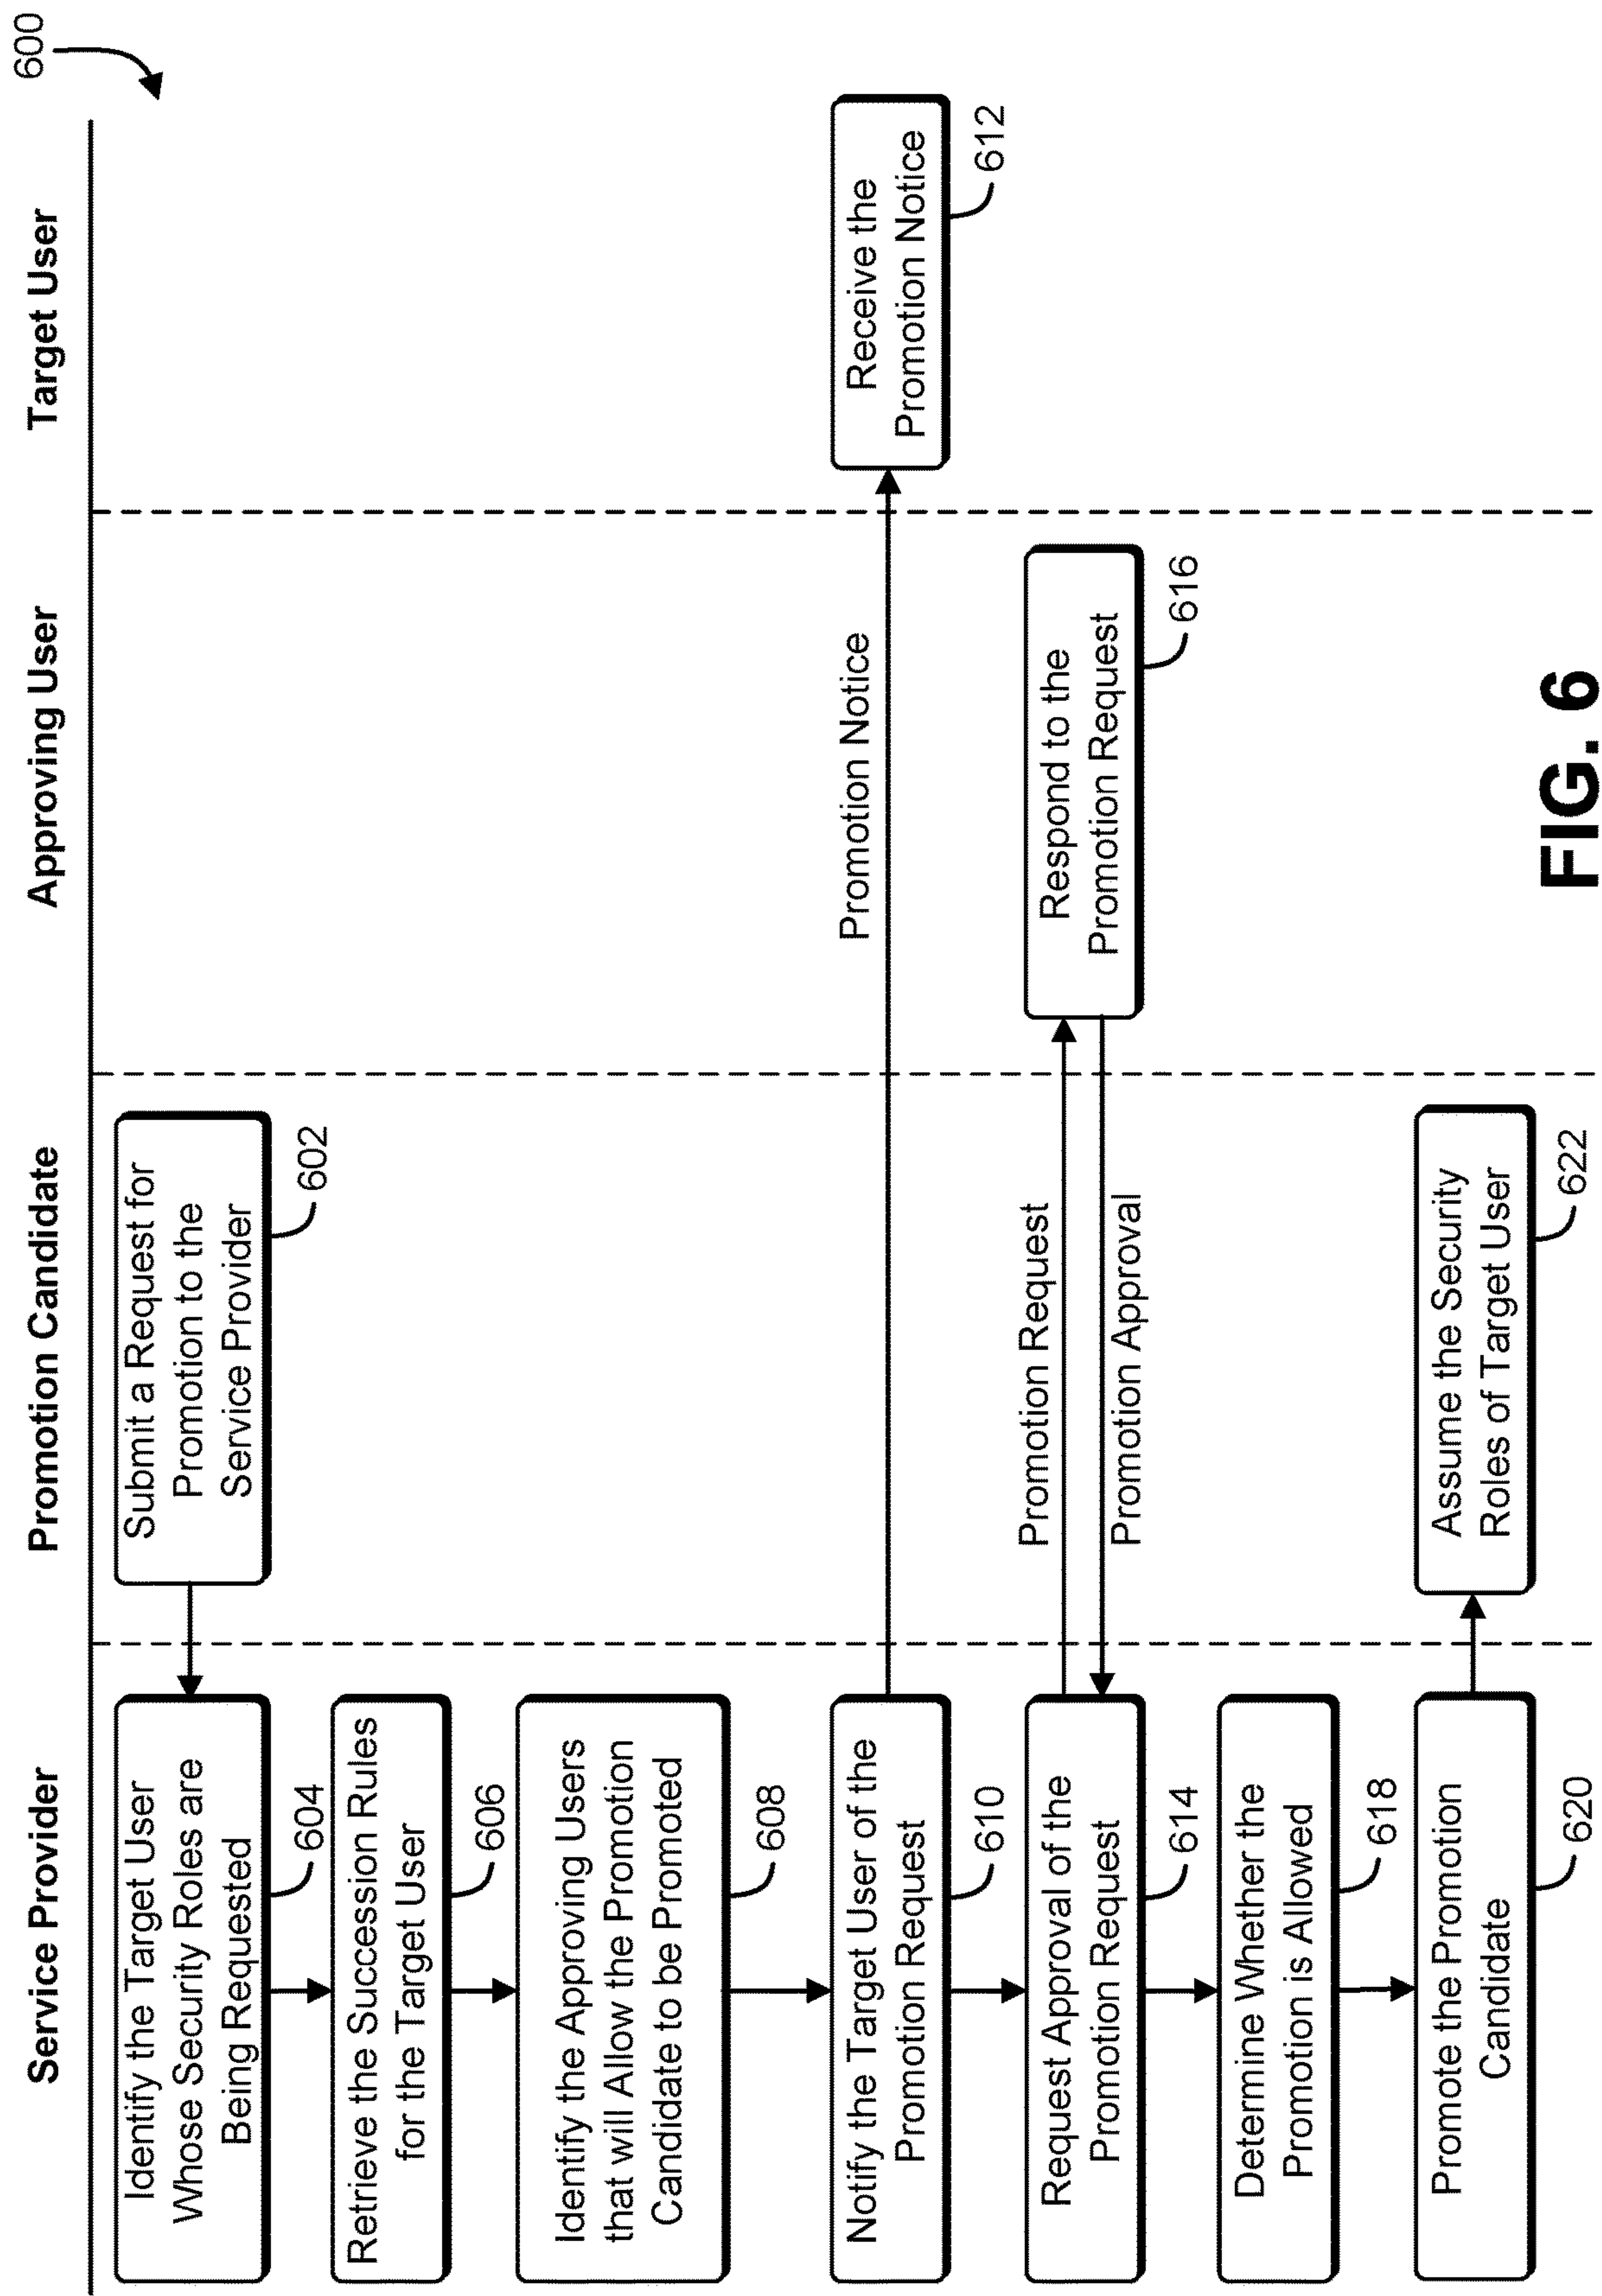 600
Service Provider
Promotion Candidate
Approving User
Target User
Submit a Request for
Promotion to the
Service Provider
602
Identify the Target User
Whose Security Roles are
Being Requested
604
Retrieve the Succession Rules
for the Target User
606
Identify the Approving Users
that will Allow the Promotion
Candidate to be Promoted
608
Notify the Target User of the
Promotion Request
610
Promotion Notice
Receive the
Promotion Notice
612
Request Approval of the
Promotion Request
614
Promotion Request
Promotion Approval
Respond to the
Promotion Request
616
Determine Whether the
Promotion is Allowed
618
Promote the Promotion
Candidate
620
Assume the Security
Roles of Target User
622
FIG. 6